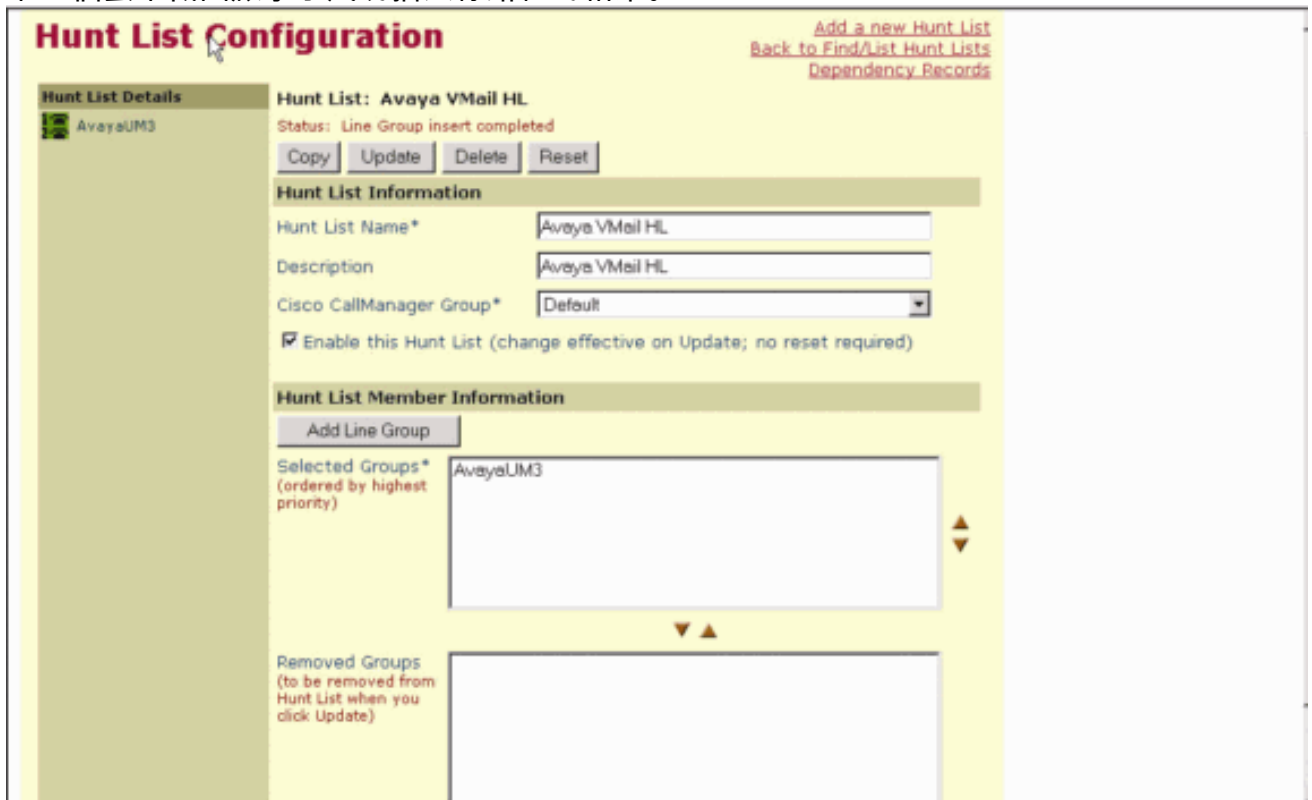 Hunt List Configuration
Add a new Hunt List
Back to Find/List Hunt Lists
Dependency Records
Hunt List Details
AvayaUM3
Hunt List: Avaya VMail HL
Status: Line Group insert completed
Copy Update Delete Reset
Hunt List Information
Hunt List Name* Avaya VMail HL
Description Avaya VMail HL
Cisco CallManager Group* Default
Enable this Hunt List (change effective on Update; no reset required)
Hunt List Member Information
Add Line Group
Selected Groups* AvayaUM3
(ordered by highest
priority)
Removed Groups
(to be removed from
Hunt List when you
click Update)